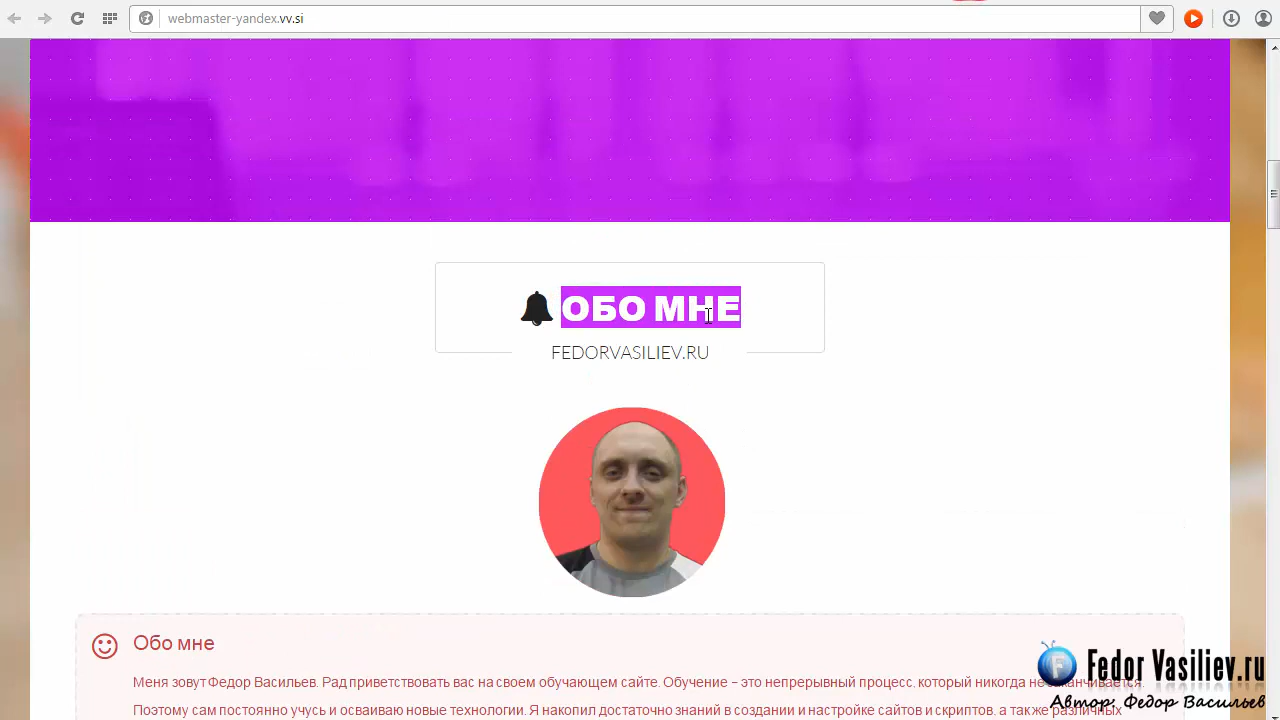 webmaster-yandex.vv.si
ОБО МНЕ
FEDORVASILIEV.RU
Обо мне
Меня зовут Федор Васильев. Рад приветствовать вас на своем обучающем сайте. Обучение – это непрерывный процесс, который никогда не заканчивается.
Поэтому сам постоянно учусь и осваиваю новые технологии. Я накопил достаточно знаний в создании и настройке сайтов и скриптов, а также различных
Fedor Vasiliev.ru
Автор: Федор Васильев